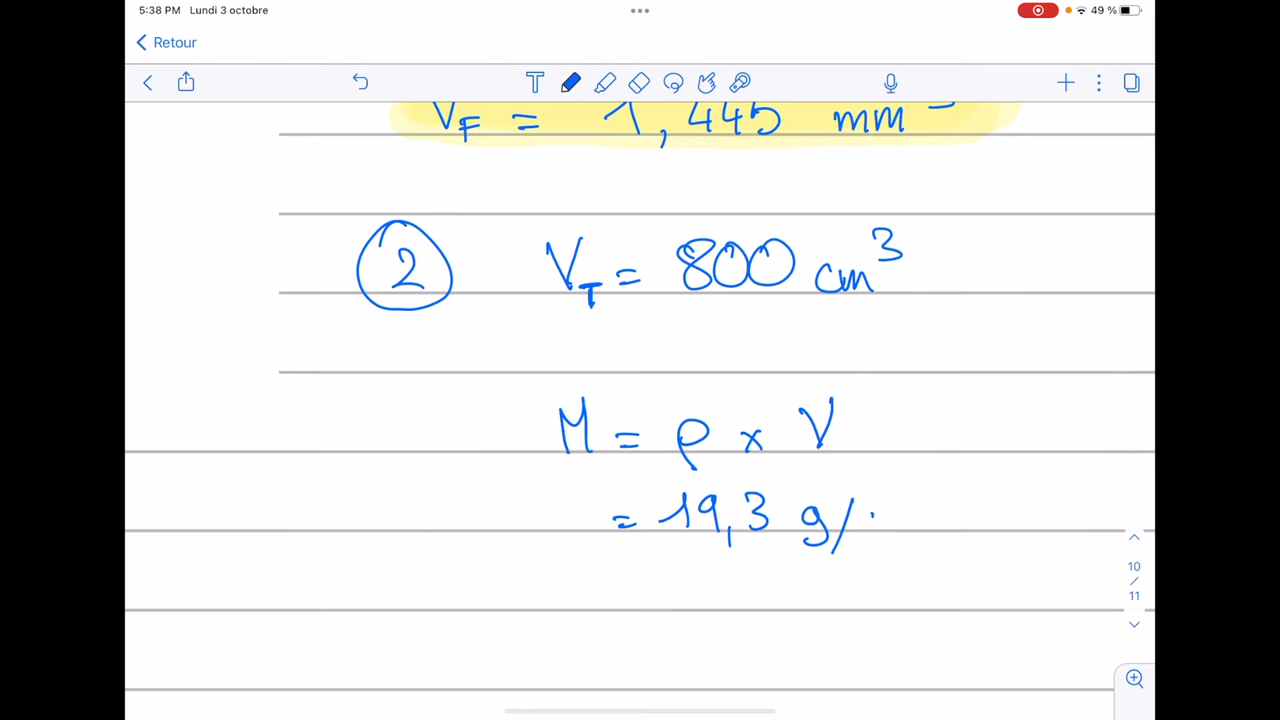 5:38 PM Lundi 3 octobre
49 %
Retour
V_F = 1,445 mm³
2 V_T = 800 cm³
M = ρ × V
= 19,3 g/
10
/
11